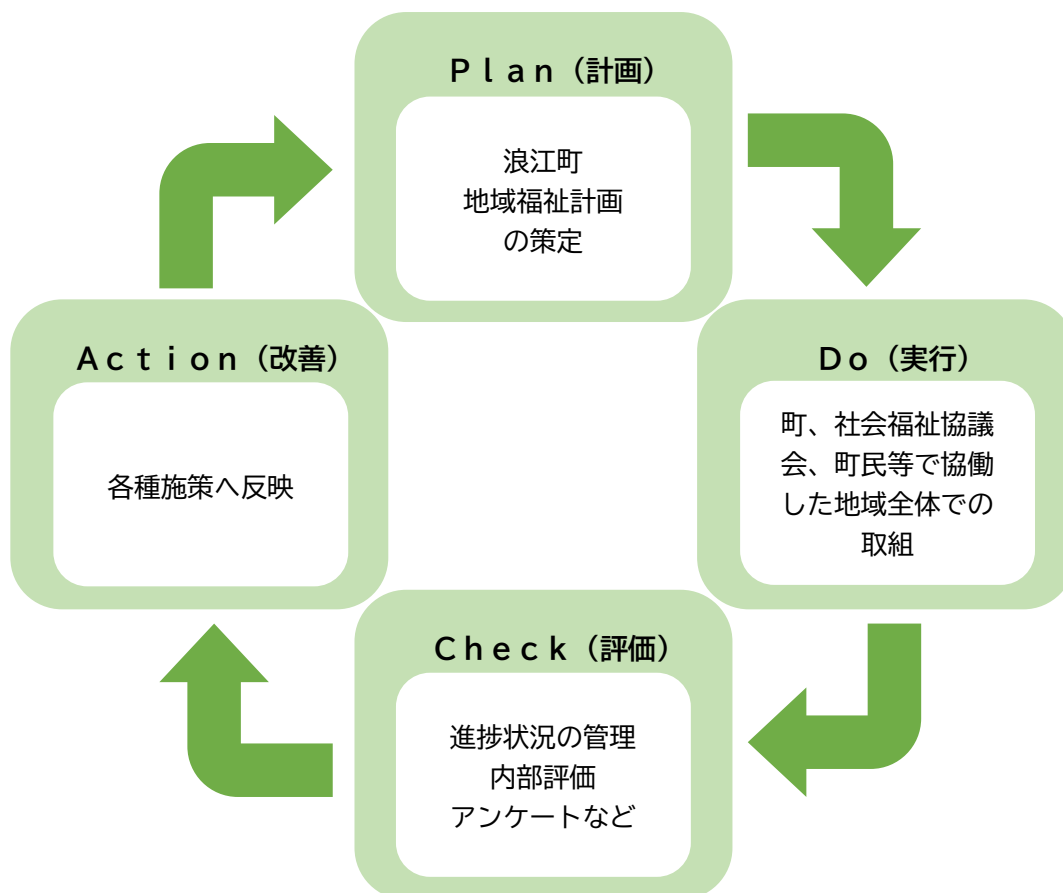 Ｐｌａｎ（計画）
浪江町
地域福祉計画
の策定
Ｄｏ（実行）
町、社会福祉協議
会、町民等で協働
した地域全体での
取組
Ｃｈｅｃｋ（評価）
進捗状況の管理
内部評価
アンケートなど
Ａｃｔｉｏｎ（改善）
各種施策へ反映